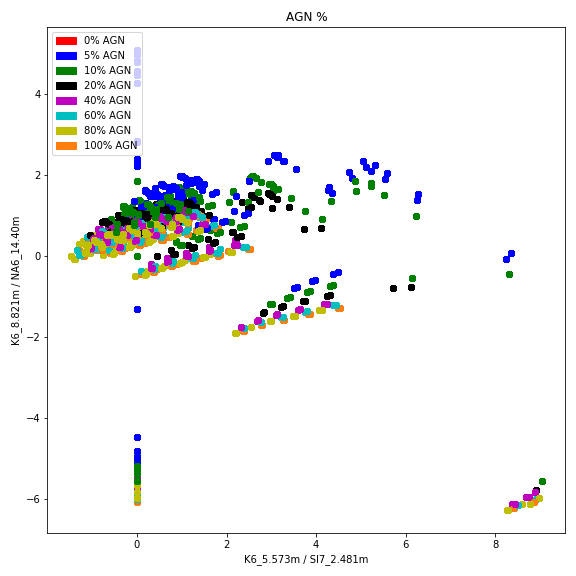 AGN %
0% AGN
5% AGN
10% AGN
20% AGN
40% AGN
60% AGN
80% AGN
100% AGN
4
2
0
−2
−4
−6
K6_8.821m / NA6_14.40m
0 2 4 6 8
K6_5.573m / SI7_2.481m